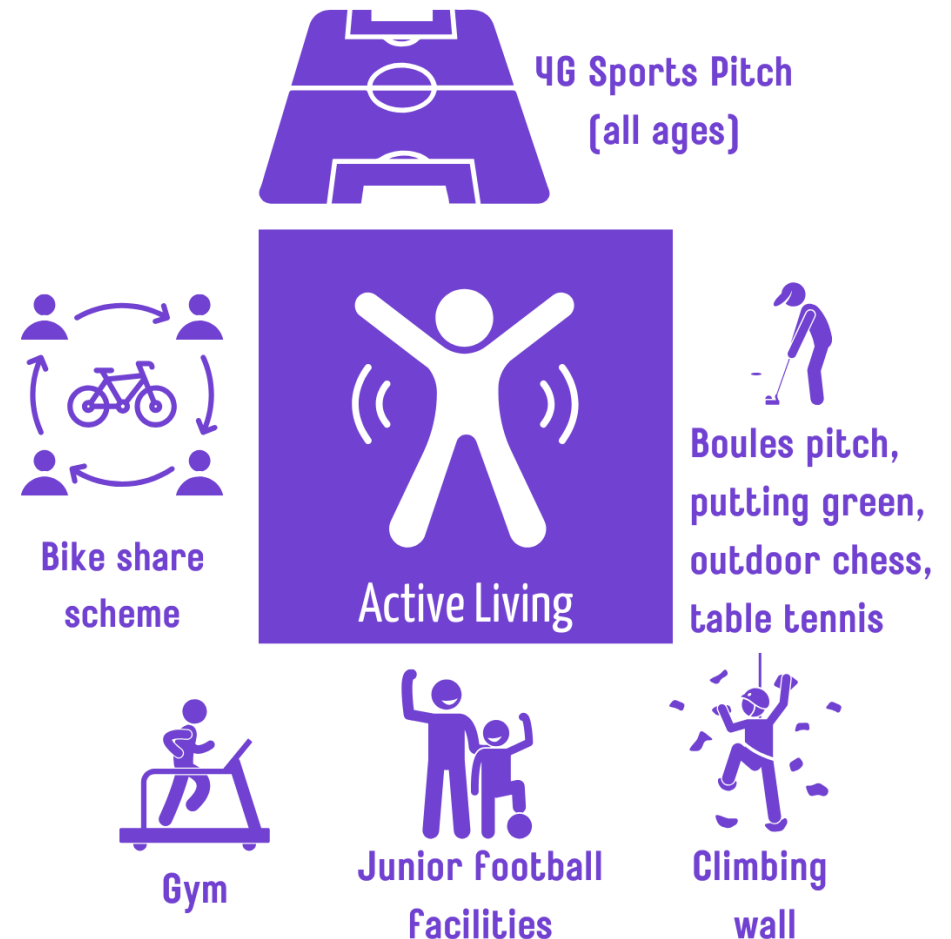 4G Sports Pitch
(all ages)
Bike share
scheme
Active Living
Boules pitch,
putting green,
outdoor chess,
table tennis
Gym
Junior football
facilities
Climbing
wall